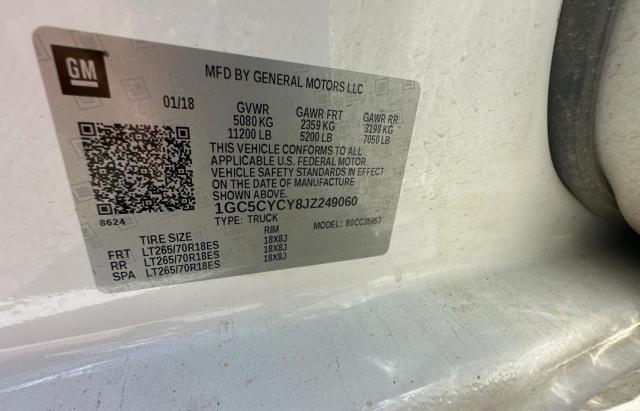 GM
MFD BY GENERAL MOTORS LLC
01/18 GVWR GAWR FRT GAWR RR
5080 KG 2359 KG 3198 KG
11200 LB 5200 LB 7050 LB
THIS VEHICLE CONFORMS TO ALL
APPLICABLE U.S. FEDERAL MOTOR
VEHICLE SAFETY STANDARDS IN EFFECT
ON THE DATE OF MANUFACTURE
SHOWN ABOVE.
8624 1GC5CYCY8JZ249060
TYPE: TRUCK MODEL:
TIRE SIZE RIM
FRT LT265/70R18ES 18X8J
RR LT265/70R18ES 18X8J
SPA LT265/70R18ES 18X8J